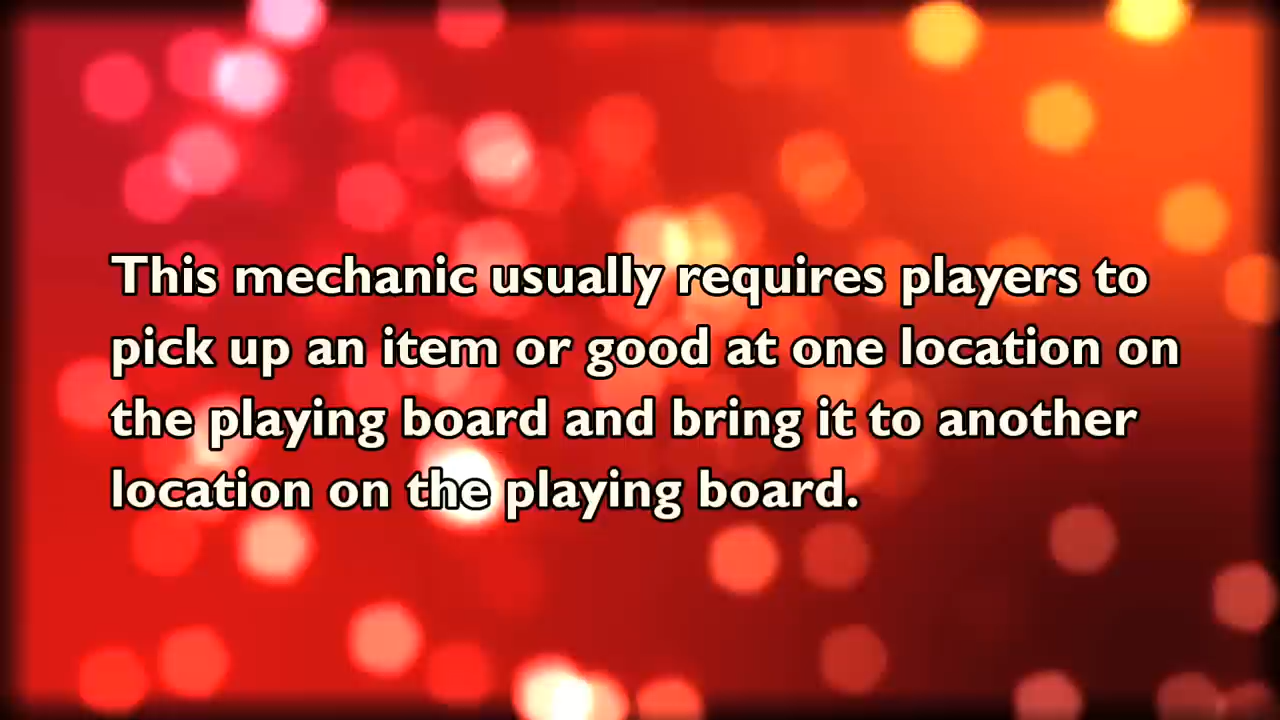 This mechanic usually requires players to
pick up an item or good at one location on
the playing board and bring it to another
location on the playing board.